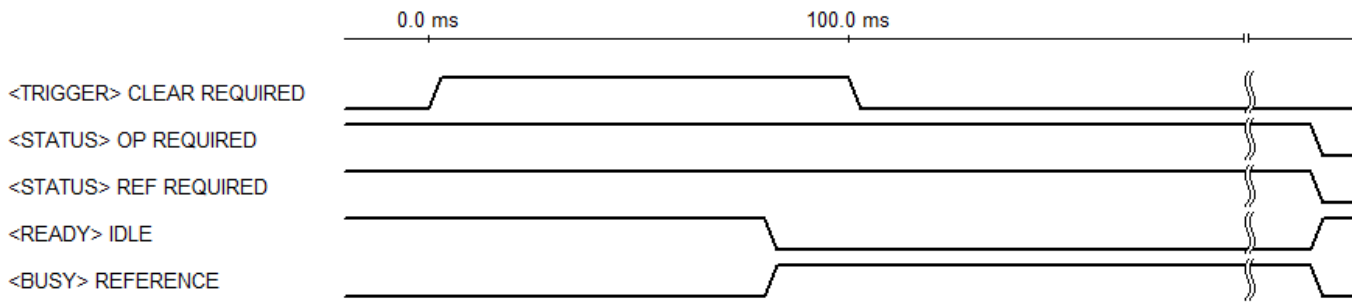 0.0 ms 100.0 ms
<TRIGGER> CLEAR REQUIRED
<STATUS> OP REQUIRED
<STATUS> REF REQUIRED
<READY> IDLE
<BUSY> REFERENCE